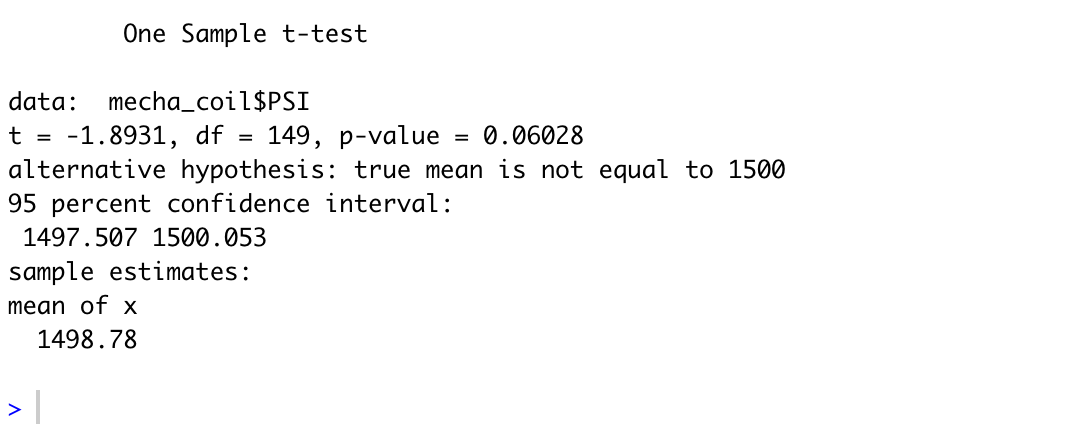 One Sample t-test
data:  mecha_coil$PSI
t = -1.8931, df = 149, p-value = 0.06028
alternative hypothesis: true mean is not equal to 1500
95 percent confidence interval:
1497.507 1500.053
sample estimates:
mean of x
1498.78
>